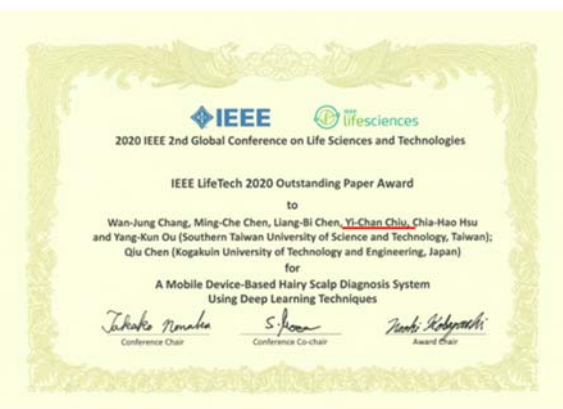 IEEE
IEEE lifesciences
2020 IEEE 2nd Global Conference on Life Sciences and Technologies
IEEE LifeTech 2020 Outstanding Paper Award
to
Wan-Jung Chang, Ming-Che Chen, Liang-Bi Chen, Yi-Chan Chiu, Chia-Hao Hsu
and Yang-Kun Ou (Southern Taiwan University of Science and Technology, Taiwan);
Qiu Chen (Kogakuin University of Technology and Engineering, Japan)
for
A Mobile Device-Based Hairy Scalp Diagnosis System
Using Deep Learning Techniques
Conference Chair
Conference Co-chair
Award Chair